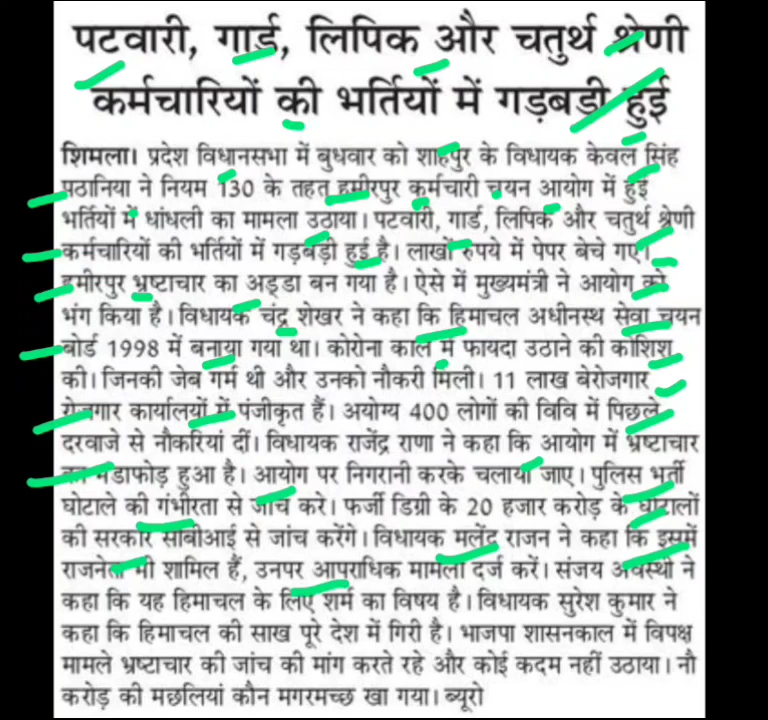 पटवारी, गार्ड, लिपिक और चतुर्थ श्रेणी
कर्मचारियों की भर्तियों में गड़बड़ी हुई
शिमला। प्रदेश विधानसभा में बुधवार को शाहपुर के विधायक केवल सिंह
पठानिया ने नियम 130 के तहत हमीरपुर कर्मचारी चयन आयोग में हुई
भर्तियों में धांधली का मामला उठाया। पटवारी, गार्ड, लिपिक और चतुर्थ श्रेणी
कर्मचारियों की भर्तियों में गड़बड़ी हुई है। लाखों रुपये में पेपर बेचे गए।
हमीरपुर भ्रष्टाचार का अड्डा बन गया है। ऐसे में मुख्यमंत्री ने आयोग को
भंग किया है। विधायक चंद्र शेखर ने कहा कि हिमाचल अधीनस्थ सेवा चयन
बोर्ड 1998 में बनाया गया था। कोरोना काल में फायदा उठाने की कोशिश
की। जिनकी जेब गर्म थी और उनको नौकरी मिली। 11 लाख बेरोजगार
रोजगार कार्यालयों में पंजीकृत हैं। अयोग्य 400 लोगों की विवि में पिछले
दरवाजे से नौकरियां दीं। विधायक राजेंद्र राणा ने कहा कि आयोग में भ्रष्टाचार
का भंडाफोड़ हुआ है। आयोग पर निगरानी करके चलाया जाए। पुलिस भर्ती
घोटाले की गंभीरता से जांच करे। फर्जी डिग्री के 20 हजार करोड़ के घोटालों
की सरकार सीबीआई से जांच करेंगे। विधायक मलेंद्र राजन ने कहा कि इसमें
राजनेता भी शामिल हैं, उनपर आपराधिक मामला दर्ज करें। संजय अवस्थी ने
कहा कि यह हिमाचल के लिए शर्म का विषय है। विधायक सुरेश कुमार ने
कहा कि हिमाचल की साख पूरे देश में गिरी है। भाजपा शासनकाल में विपक्ष
मामले भ्रष्टाचार की जांच की मांग करते रहे और कोई कदम नहीं उठाया। नौ
करोड़ की मछलियां कौन मगरमच्छ खा गया। ब्यूरो